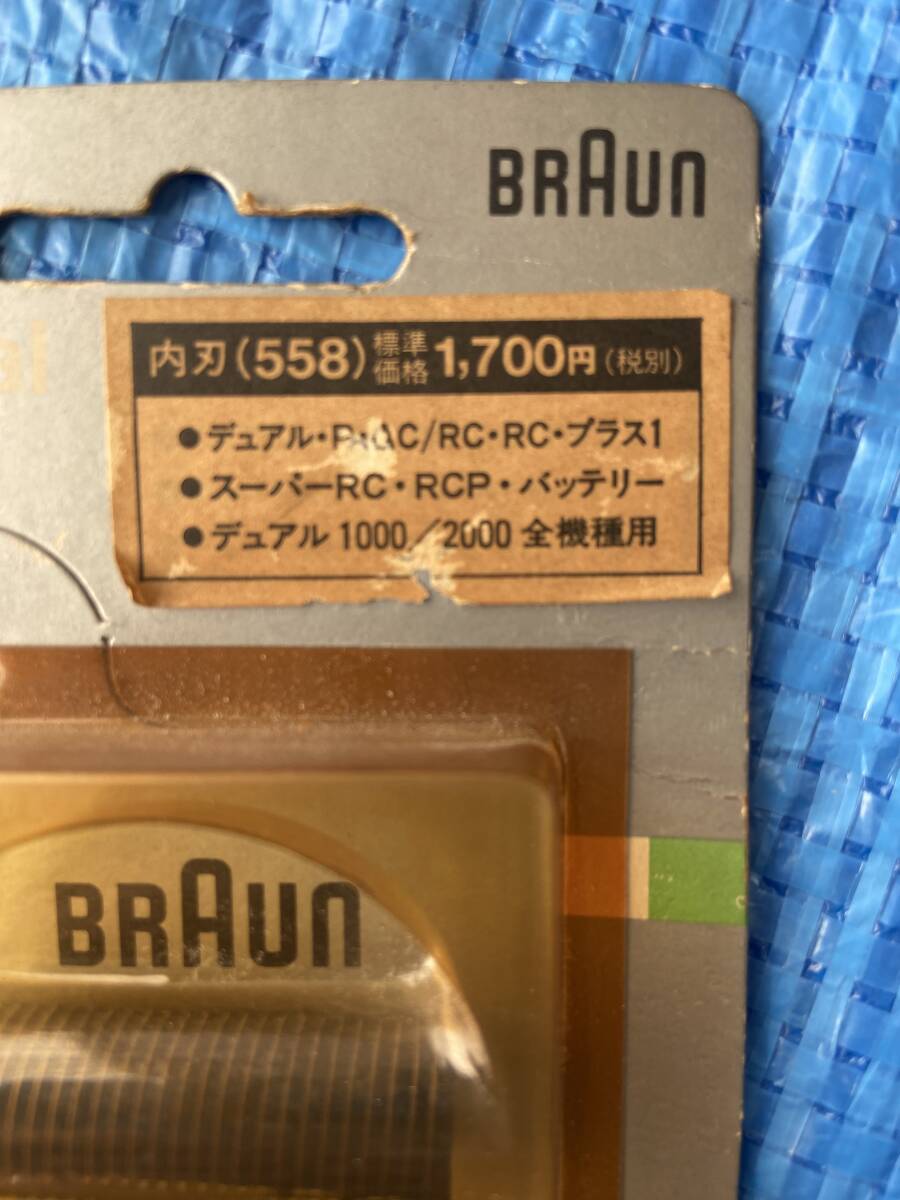 BRAUN
内刃(558)標準価格1,700円(税別)
●デュアル・P&AC/RC・RC・プラス1
●スーパーRC・RCP・バッテリー
●デュアル 1000/2000 全機種用
BRAUN